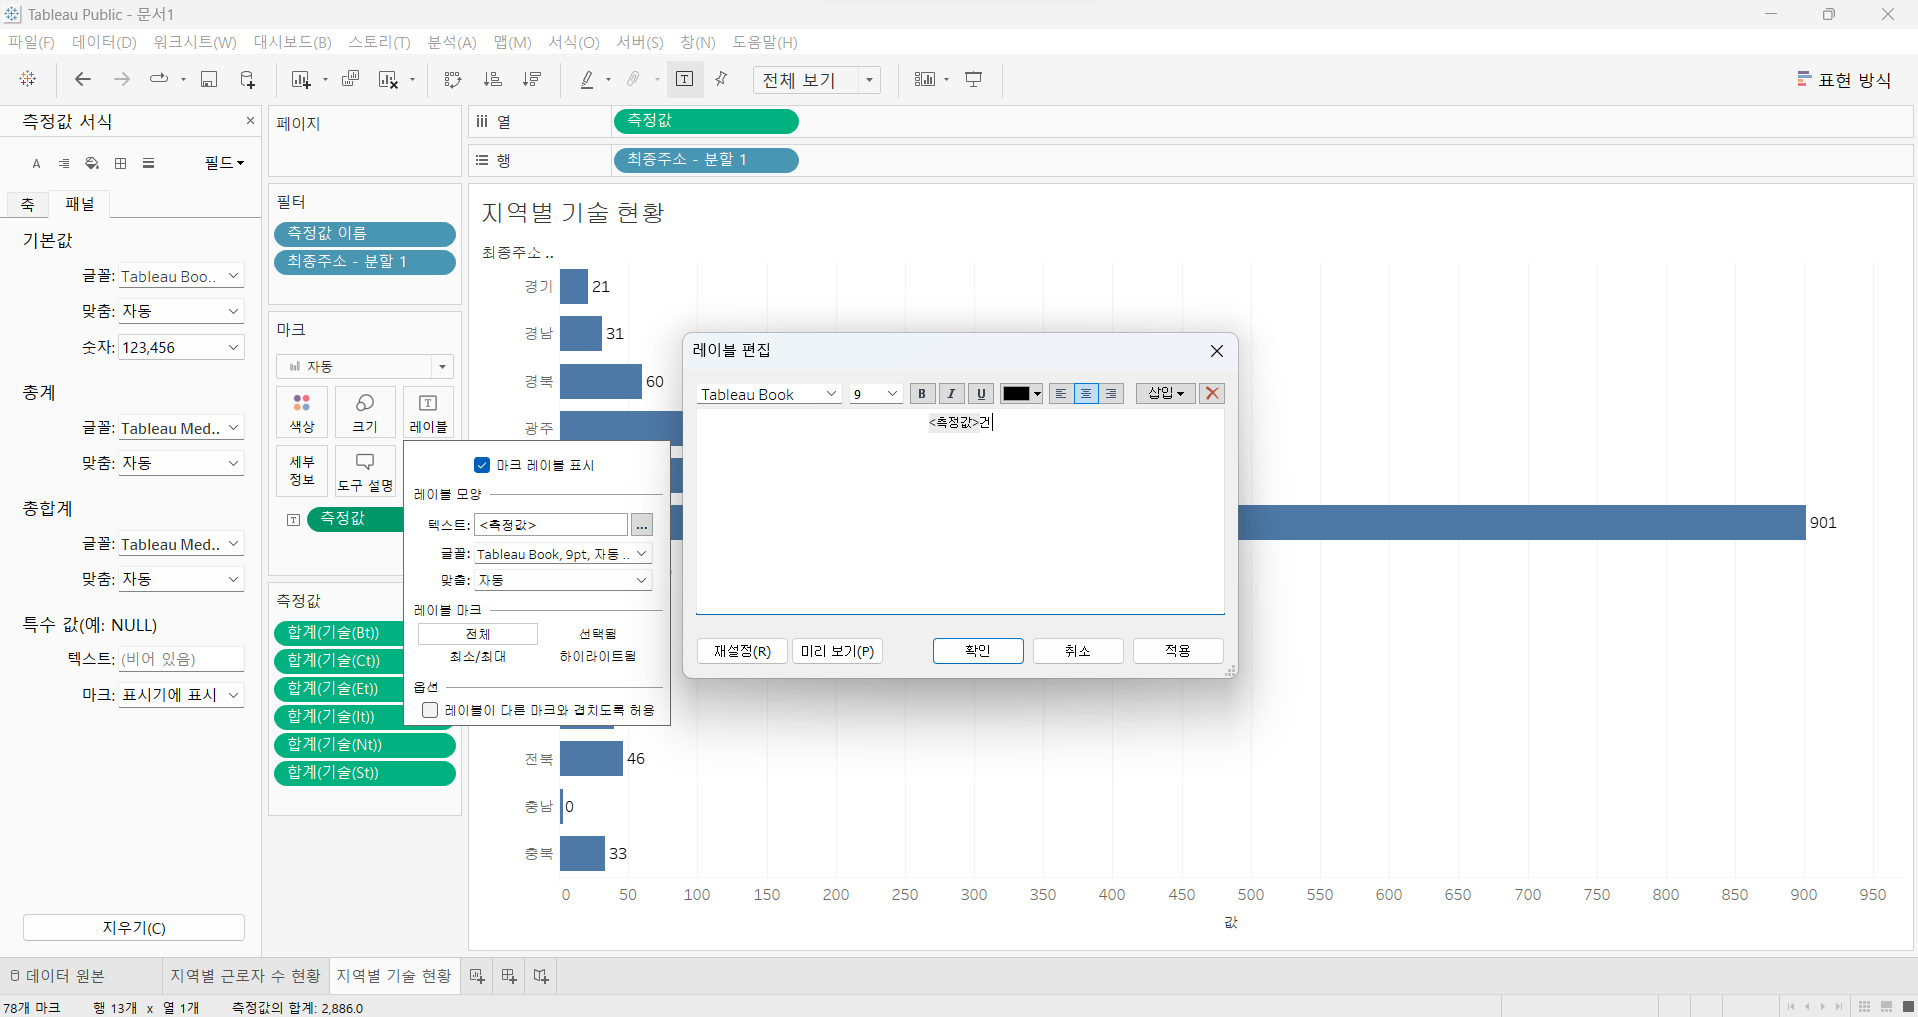 Tableau Public - 문서1
파일(F) 데이터(D) 워크시트(W) 대시보드(B) 스토리(T) 분석(A) 맵(M) 서식(O) 서버(S) 창(N) 도움말(H)
전체 보기
표현 방식
측정값 서식
필드
축 패널
기본값
글꼴: Tableau Boo..
맞춤: 자동
숫자: 123,456
총계
글꼴: Tableau Med..
맞춤: 자동
총합계
글꼴: Tableau Med..
맞춤: 자동
특수 값(예: NULL)
텍스트: (비어 있음)
마크: 표시기에 표시
지우기(C)
페이지
필터
측정값 이름
최종주소 - 분할 1
마크
자동
색상 크기 레이블
세부 정보 도구 설명
측정값
측정값
합계(기술(Bt))
합계(기술(Ct))
합계(기술(Et))
합계(기술(It))
합계(기술(Nt))
합계(기술(St))
열 측정값
행 최종주소 - 분할 1
지역별 기술 현황
최종주소 ..
경기 21
경남 31
경북 60
광주
901
전북 46
충남 0
충북 33
0 50 100 150 200 250 300 350 400 450 500 550 600 650 700 750 800 850 900 950
값
마크 레이블 표시
레이블 모양
텍스트: <측정값> ...
글꼴: Tableau Book, 9pt, 자동 ..
맞춤: 자동
레이블 마크
전체 선택됨
최소/최대 하이라이트됨
옵션
레이블이 다른 마크와 겹치도록 허용
레이블 편집
Tableau Book 9 B I U 삽입
<측정값>건
재설정(R) 미리 보기(P) 확인 취소 적용
데이터 원본 지역별 근로자 수 현황 지역별 기술 현황
78개 마크 행 13개 x 열 1개 측정값의 합계: 2,886.0